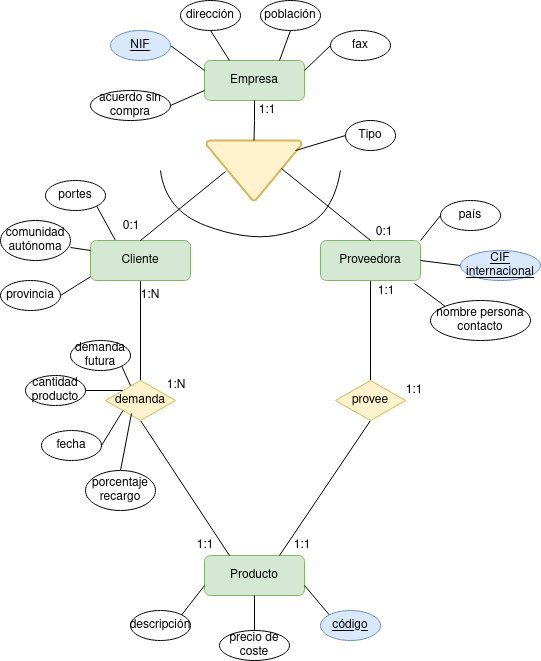 dirección
población
NIF
fax
Empresa
acuerdo sin
compra
1:1
Tipo
portes
0:1
país
comunidad
autónoma
0:1
Cliente
Proveedora
CIF
internacional
provincia
1:N
1:1
nombre persona
contacto
demanda
futura
cantidad
producto
1:N
1:1
demanda
provee
fecha
porcentaje
recargo
1:1
1:1
Producto
descripción
código
precio de
coste